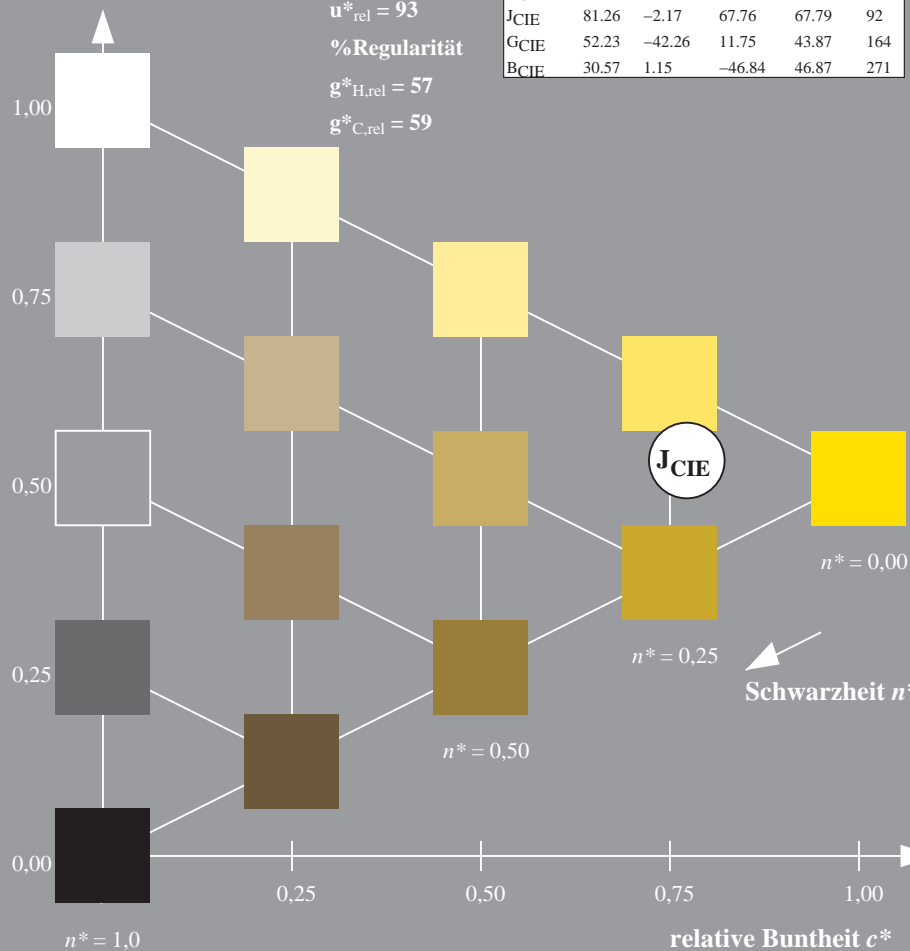 u*rel = 93
%Regularität
g*H,rel = 57
g*C,rel = 59
JCIE 81.26 −2.17 67.76 67.79 92
GCIE 52.23 −42.26 11.75 43.87 164
BCIE 30.57 1.15 −46.84 46.87 271
1,00
0,75
0,50
0,25
0,00
JCIE
n* = 0,00
n* = 0,25
Schwarzheit n*
n* = 0,50
0,25 0,50 0,75 1,00
n* = 1,0
relative Buntheit c*